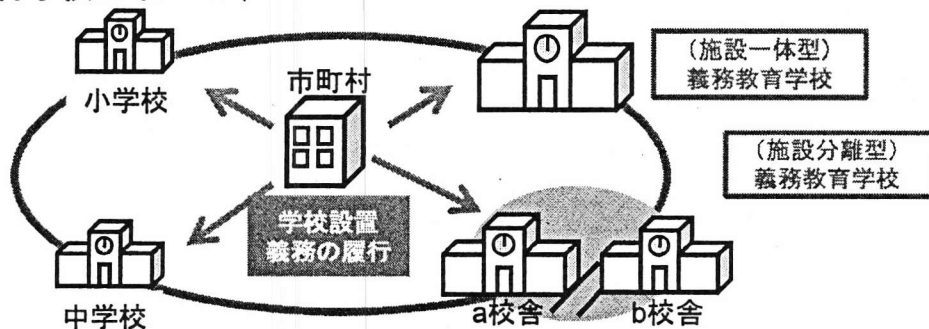 小学校
市町村
(施設一体型)
義務教育学校
(施設分離型)
義務教育学校
学校設置
義務の履行
中学校
a校舎
b校舎